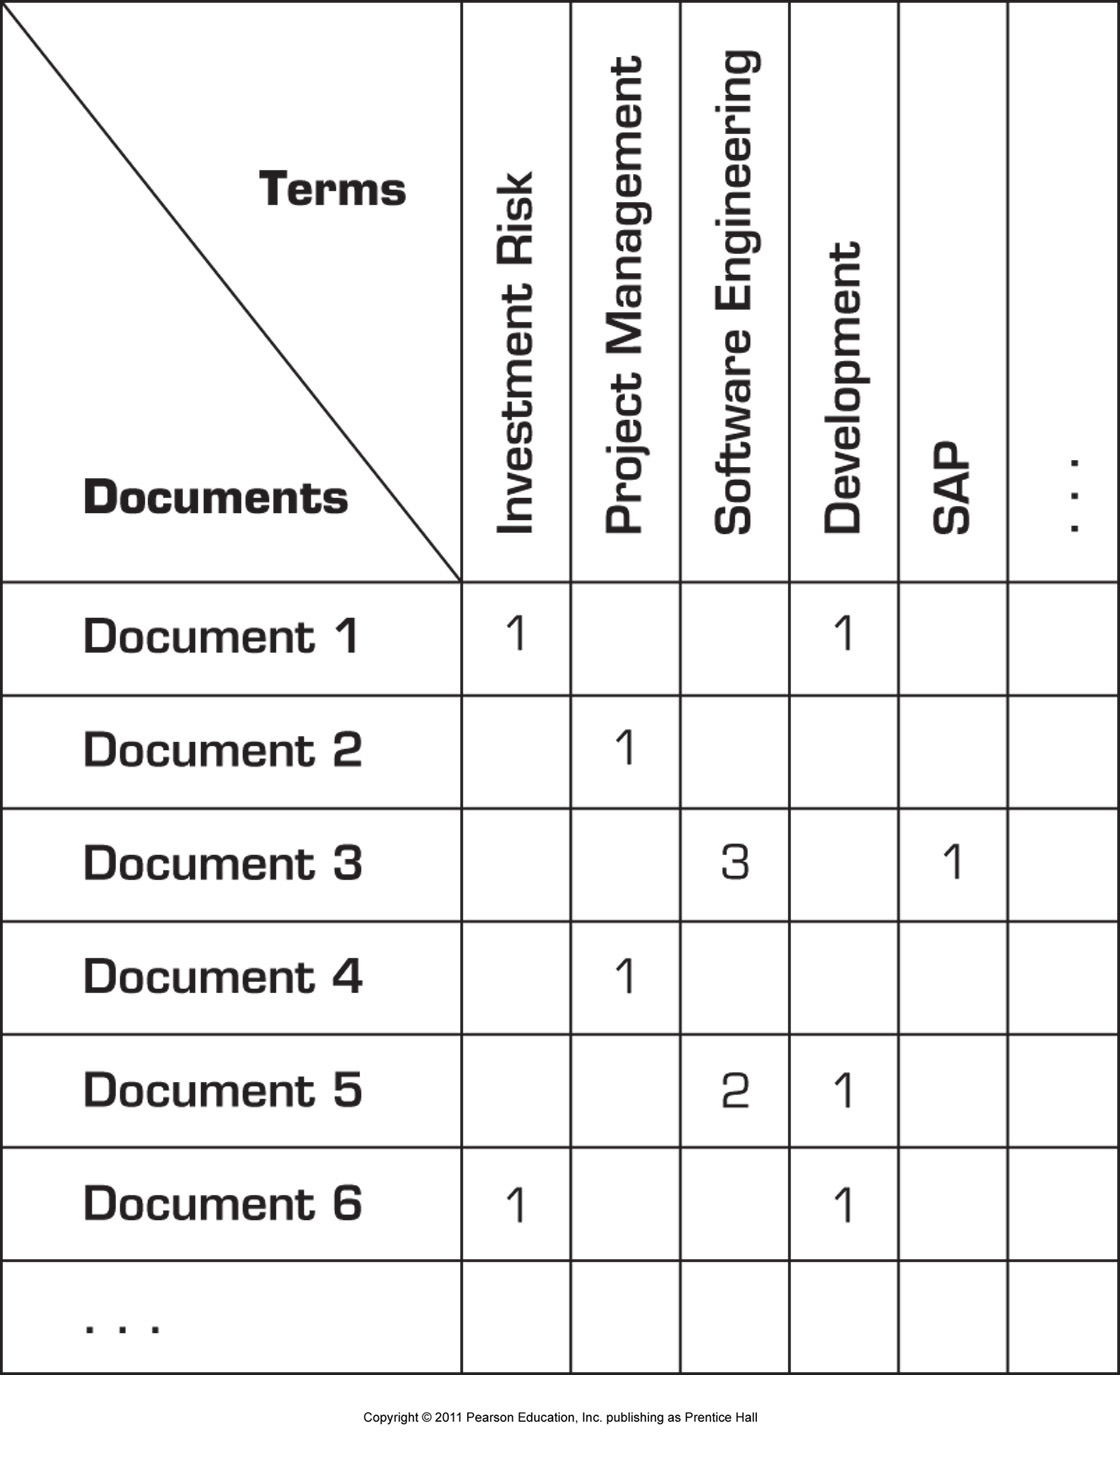 Terms
Documents
Investment Risk
Project Management
Software Engineering
Development
SAP
. . .
Document 1 1 1
Document 2 1
Document 3 3 1
Document 4 1
Document 5 2 1
Document 6 1 1
. . .
Copyright © 2011 Pearson Education, Inc. publishing as Prentice Hall